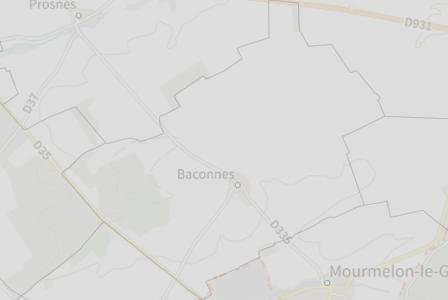 Prosnes
D931
D37
D35
Baconnes
D335
Mourmelon-le-G